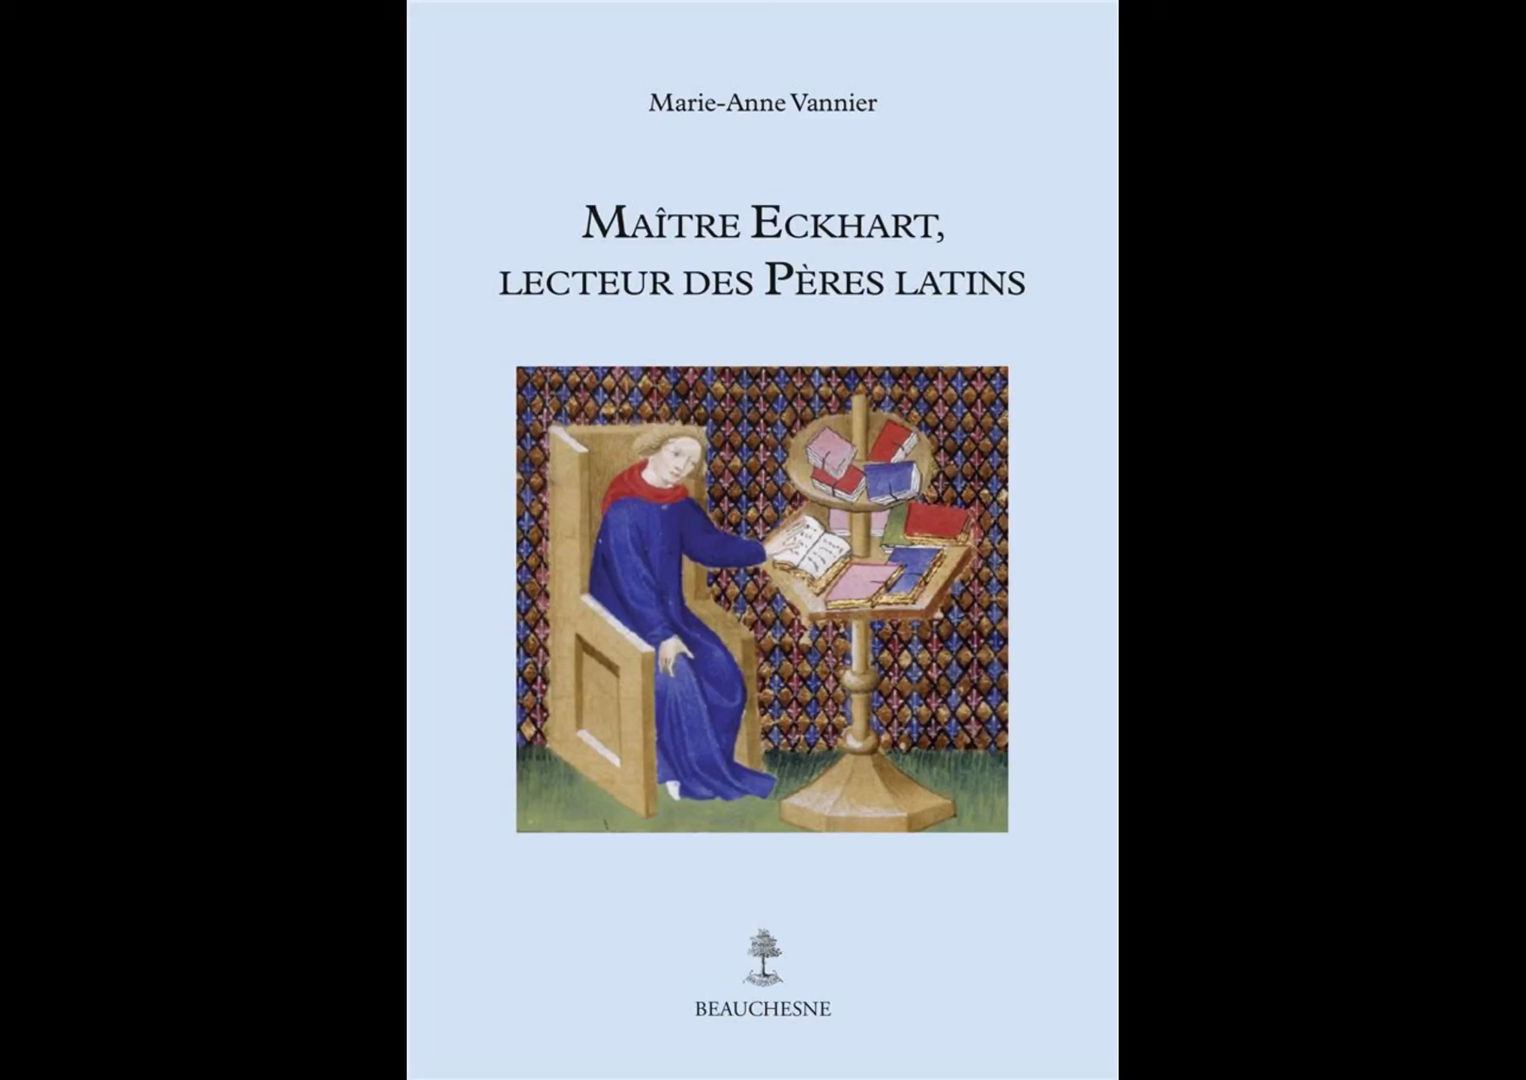 Marie-Anne Vannier
MAÎTRE ECKHART,
LECTEUR DES PÈRES LATINS
BEAUCHESNE